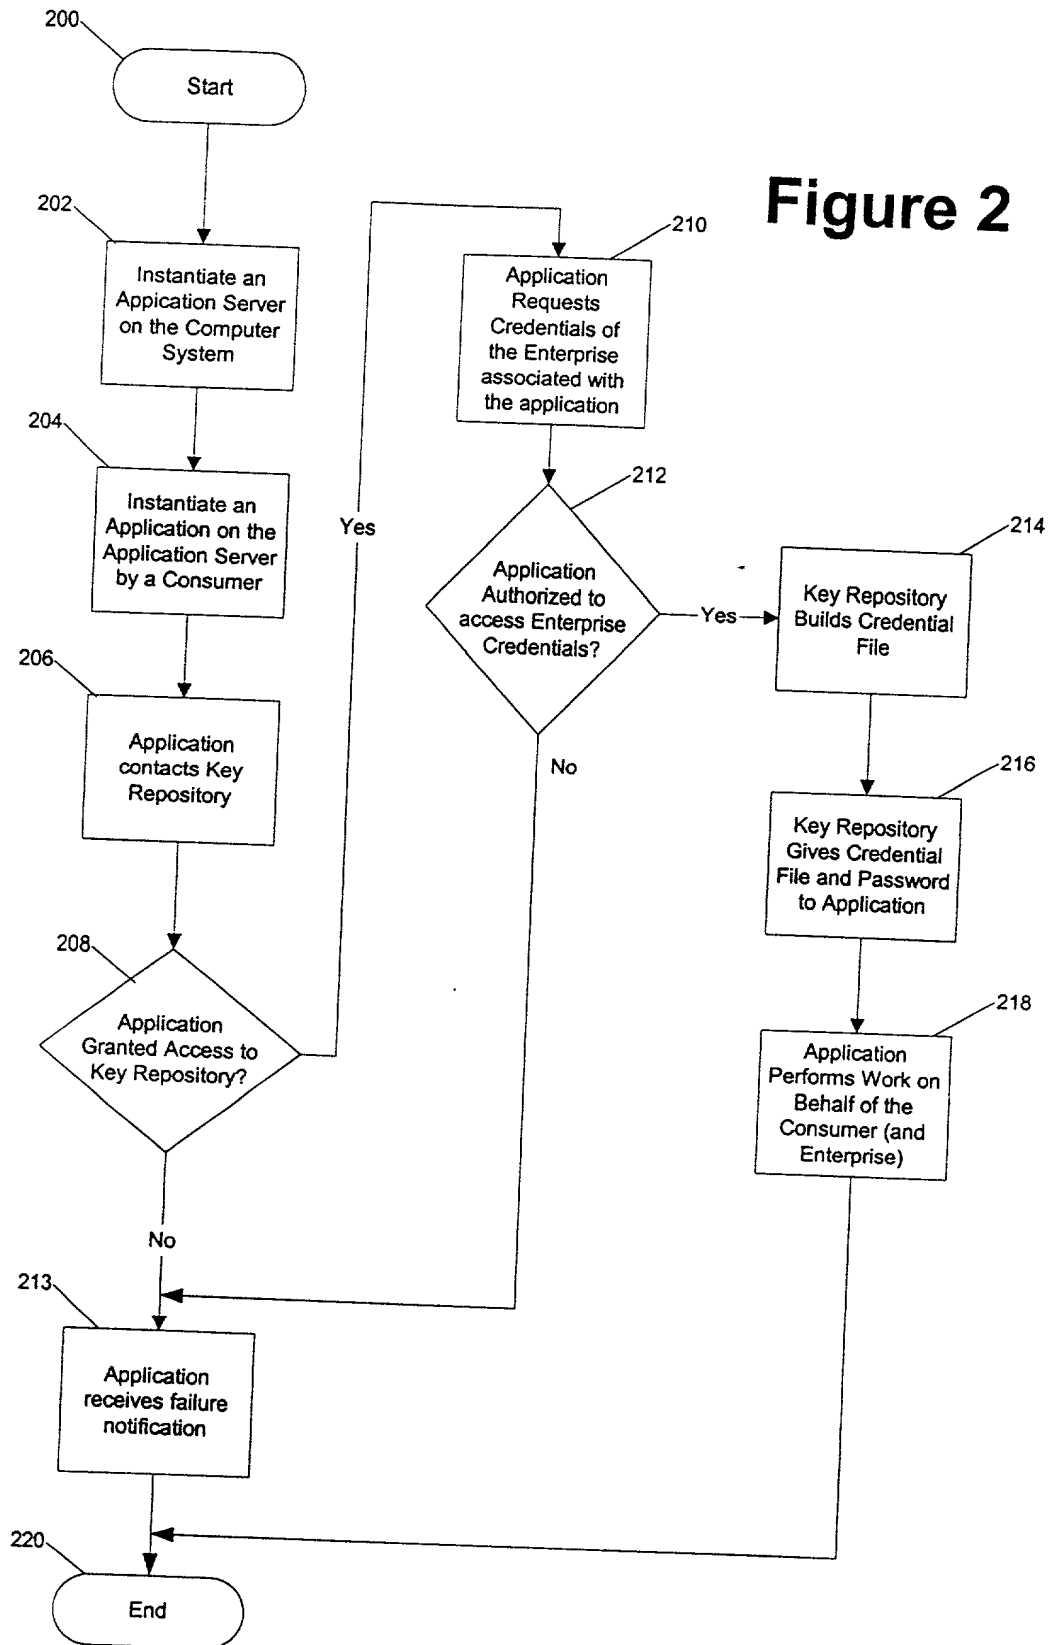 200
Start
Figure 2
202
Instantiate an
Appication Server
on the Computer
System
204
Instantiate an
Application on the
Application Server
by a Consumer
206
Application
contacts Key
Repository
208
Application
Granted Access to
Key Repository?
Yes
No
210
Application
Requests
Credentials of
the Enterprise
associated with
the application
212
Application
Authorized to
access Enterprise
Credentials?
Yes
No
213
Application
receives failure
notification
214
Key Repository
Builds Credential
File
216
Key Repository
Gives Credential
File and Password
to Application
218
Application
Performs Work on
Behalf of the
Consumer (and
Enterprise)
220
End